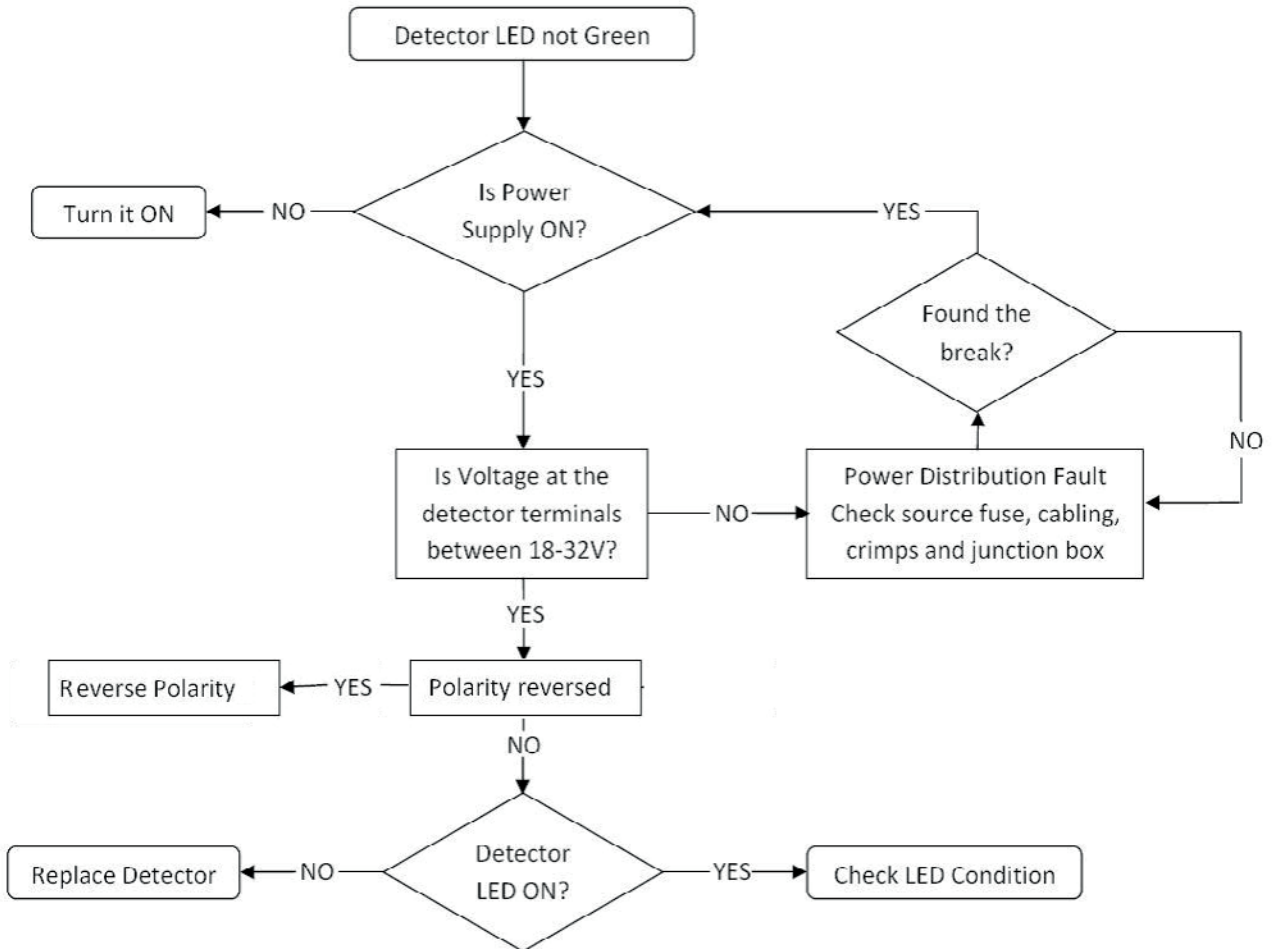 Detector LED not Green
Is Power
Supply ON?
NO
Turn it ON
YES
Found the
break?
YES
NO
Is Voltage at the
detector terminals
between 18-32V?
NO
Power Distribution Fault
Check source fuse, cabling,
crimps and junction box
YES
Polarity reversed
YES
Reverse Polarity
NO
Detector
LED ON?
NO
Replace Detector
YES
Check LED Condition